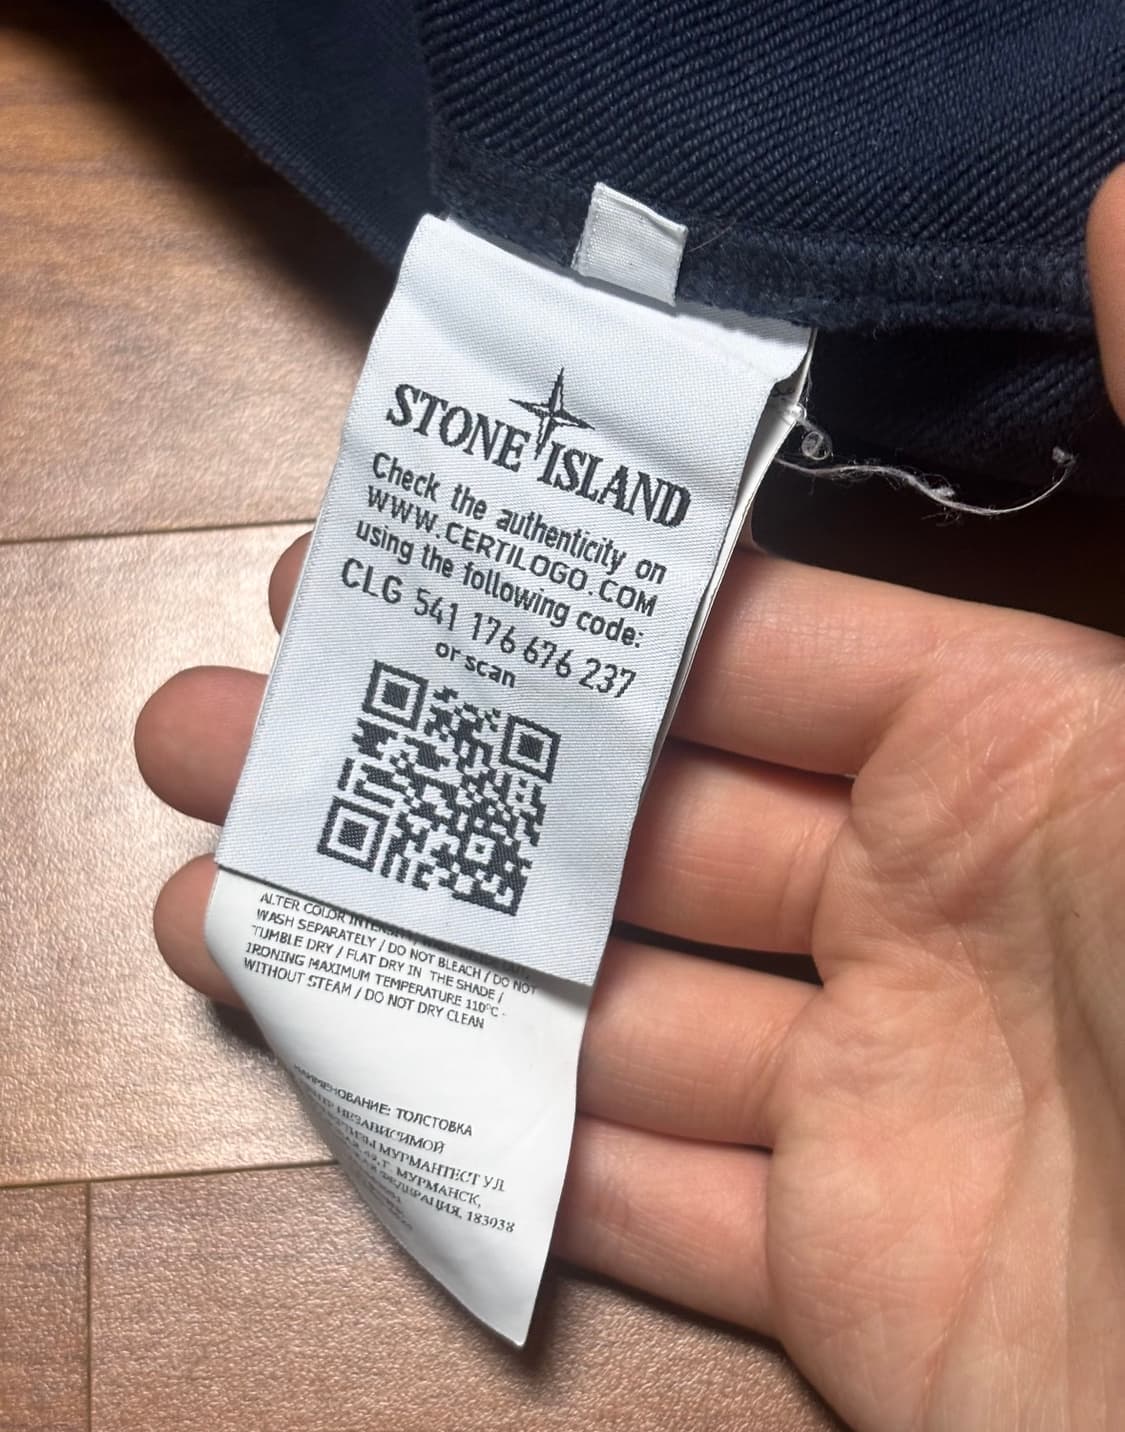 STONE ISLAND
Check the authenticity on
WWW.CERTILOGO.COM
using the following code:
CLG 541 176 676 237
or scan
ALTER COLOR
WASH SEPARATELY / DO NOT BLEACH / DO NOT
TUMBLE DRY / FLAT DRY IN THE SHADE /
IRONING MAXIMUM TEMPERATURE 110°C -
WITHOUT STEAM / DO NOT DRY CLEAN
НАИМЕНОВАНИЕ: ТОЛСТОВКА
НЕЗАВИСИМОЙ
МУРМАНТЕСТ УЛ
Г. МУРМАНСК,
ФЕДЕРАЦИЯ, 183038